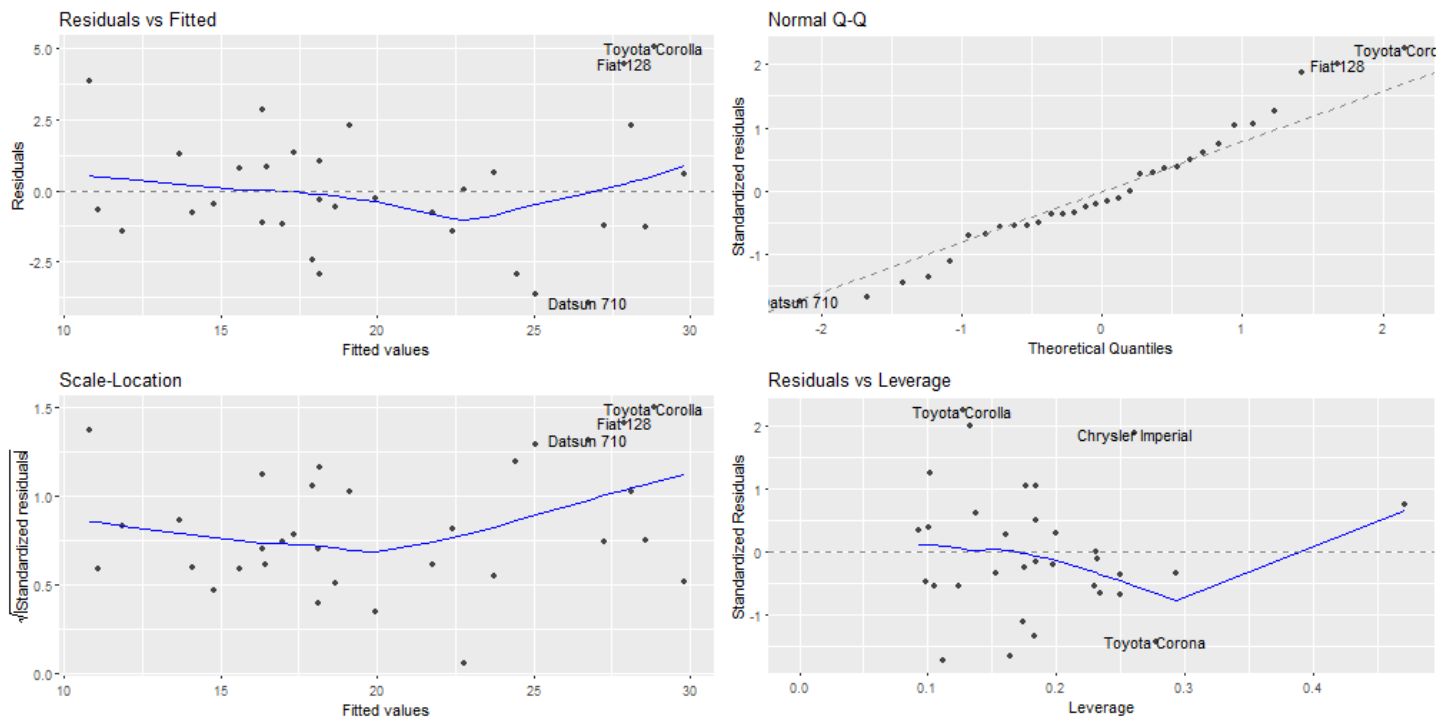 Residuals vs Fitted
Toyota Corolla
Fiat 128
Datsun 710
5.0
2.5
0.0
-2.5
Residuals
10 15 20 25 30
Fitted values
Normal Q-Q
Toyota Coro
Fiat 128
Datsun 710
2
1
0
-1
Standardized residuals
-2 -1 0 1 2
Theoretical Quantiles
Scale-Location
Toyota Corolla
Fiat 128
Datsun 710
1.5
1.0
0.5
0.0
√|Standardized residuals|
10 15 20 25 30
Fitted values
Residuals vs Leverage
Toyota Corolla
Chrysler Imperial
Toyota Corona
2
1
0
-1
Standardized Residuals
0.0 0.1 0.2 0.3 0.4
Leverage